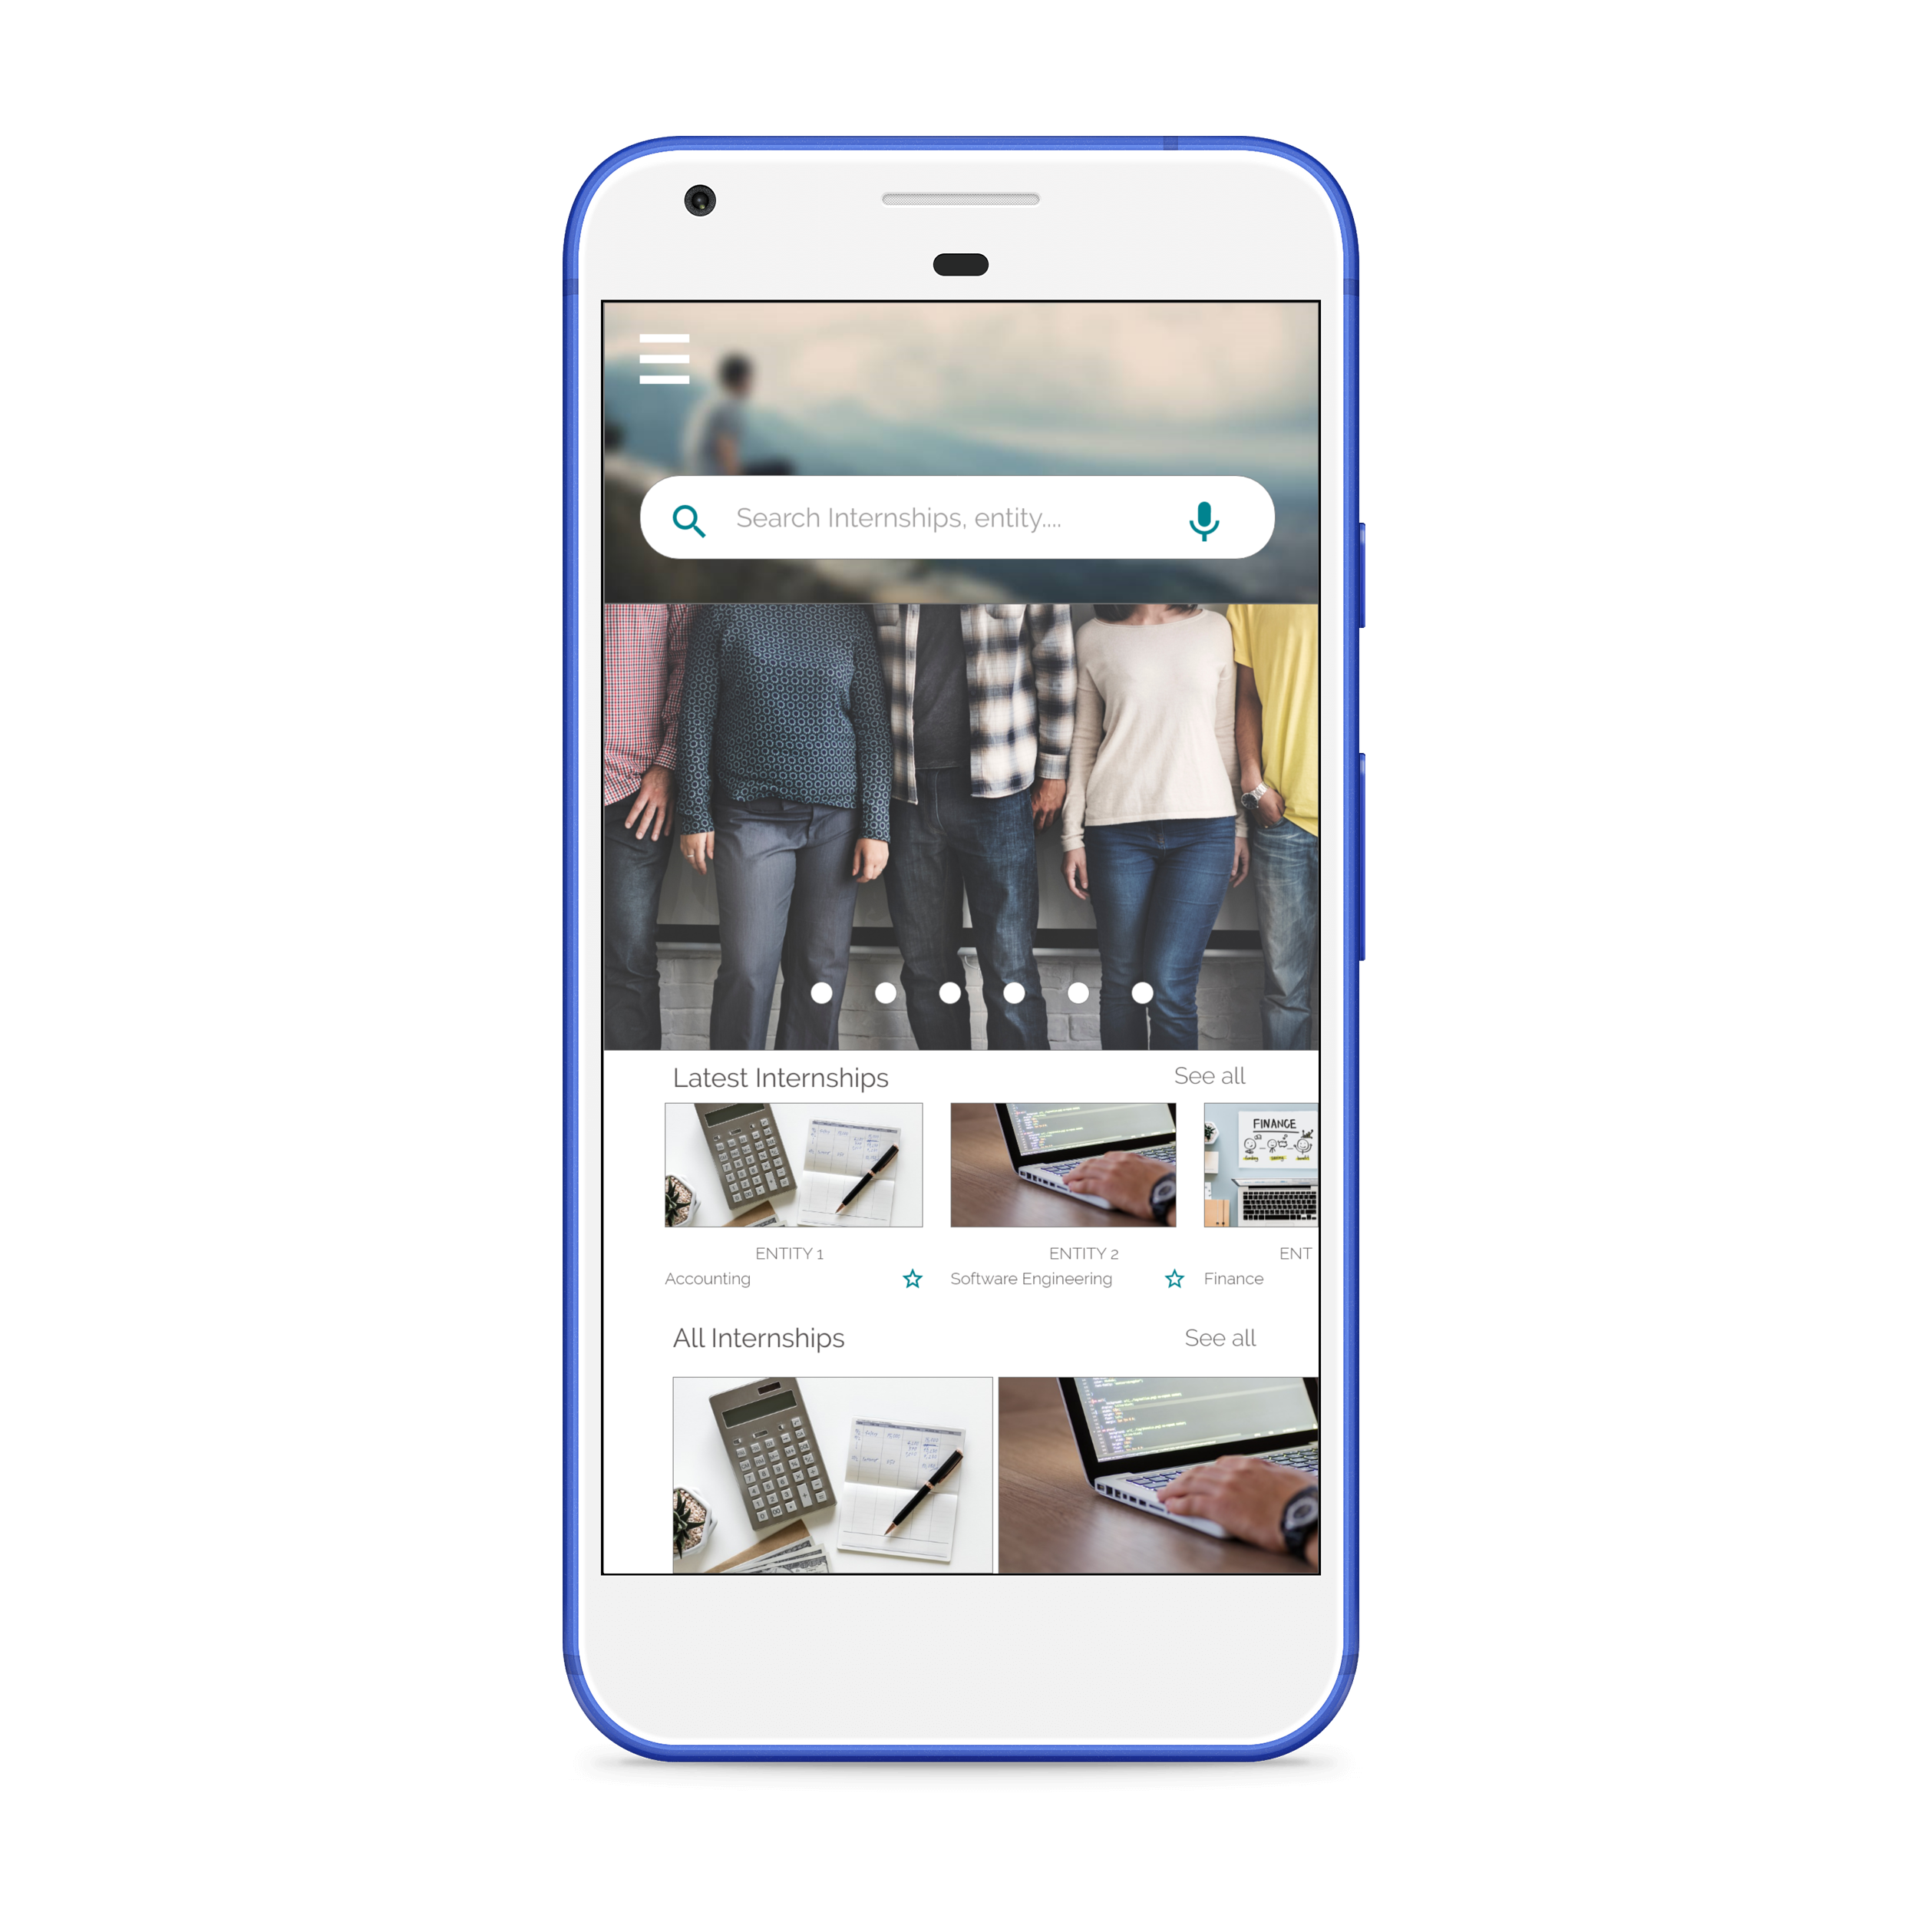 Search Internships, entity....
Latest Internships
See all
FINANCE
ENTITY 1
ENTITY 2
ENT
Accounting
Software Engineering
Finance
All Internships
See all